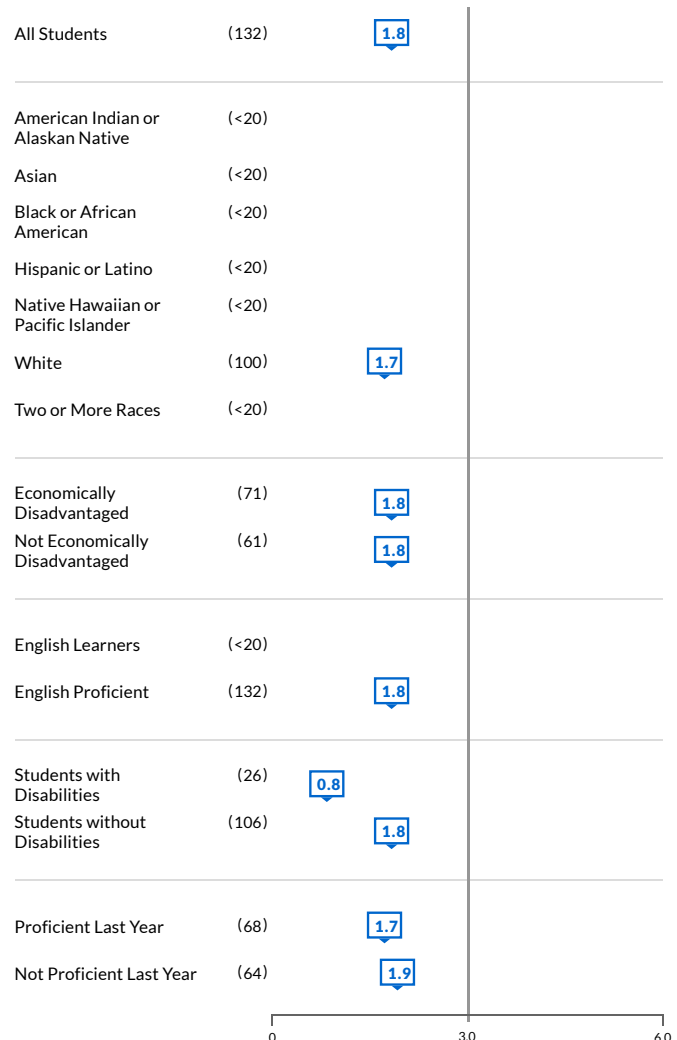 All Students (132) 1.8
American Indian or (<20)
Alaskan Native
Asian (<20)
Black or African (<20)
American
Hispanic or Latino (<20)
Native Hawaiian or (<20)
Pacific Islander
White (100) 1.7
Two or More Races (<20)
Economically (71) 1.8
Disadvantaged
Not Economically (61) 1.8
Disadvantaged
English Learners (<20)
English Proficient (132) 1.8
Students with (26) 0.8
Disabilities
Students without (106) 1.8
Disabilities
Proficient Last Year (68) 1.7
Not Proficient Last Year (64) 1.9
0 3.0 6.0